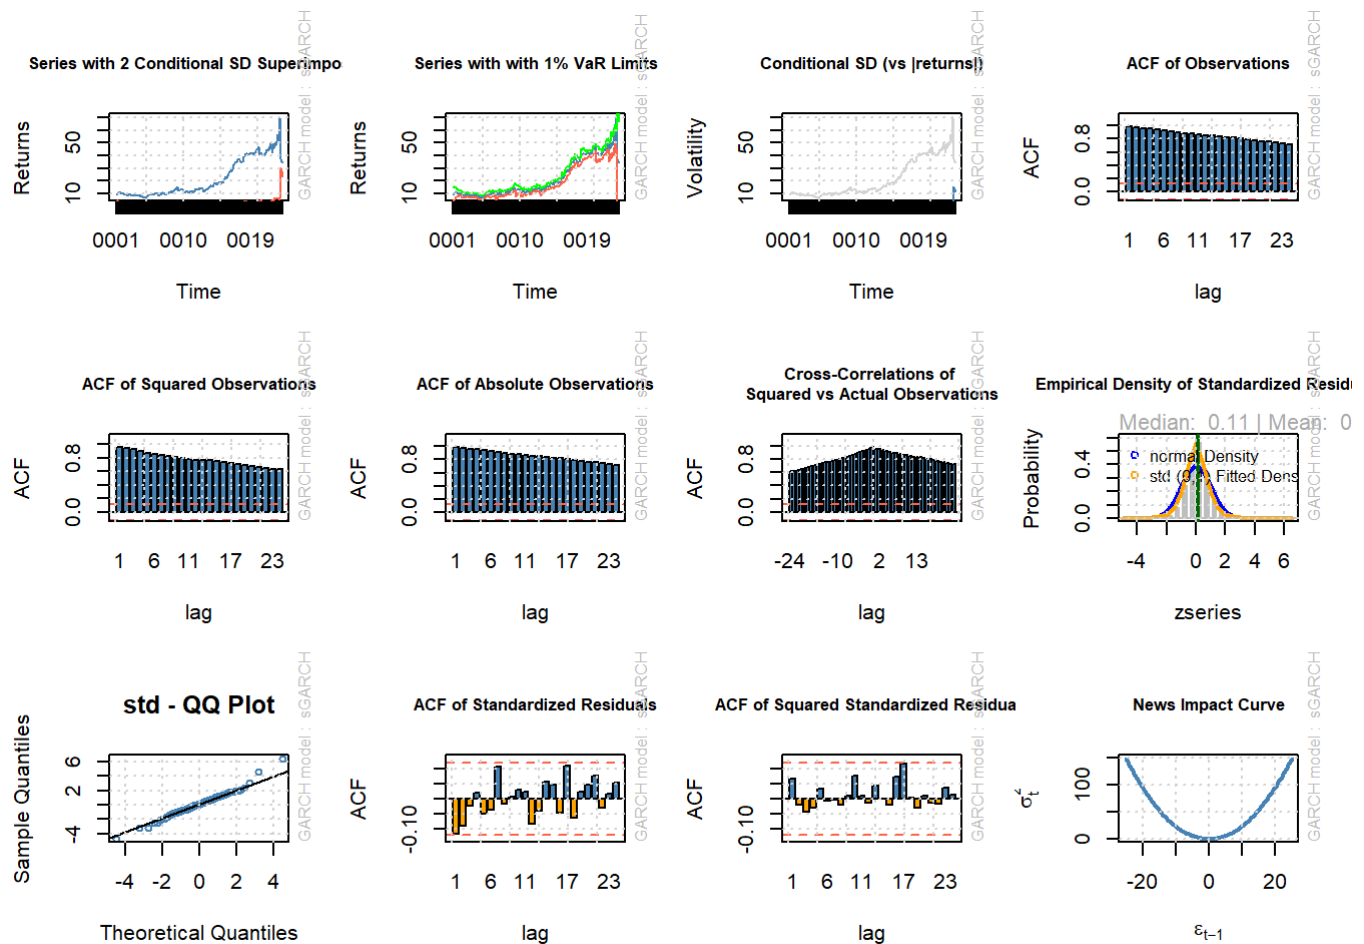 Series with 2 Conditional SD Superimpo
Returns
50
10
0001 0010 0019
Time
GARCH model : sGARCH
Series with with 1% VaR Limits
Returns
50
10
0001 0010 0019
Time
GARCH model : sGARCH
Conditional SD (vs |returns|)
Volatility
50
10
0001 0010 0019
Time
GARCH model : sGARCH
ACF of Observations
ACF
0.8
0.0
1 6 11 17 23
lag
GARCH model : sGARCH
ACF of Squared Observations
ACF
0.8
0.0
1 6 11 17 23
lag
GARCH model : sGARCH
ACF of Absolute Observations
ACF
0.8
0.0
1 6 11 17 23
lag
GARCH model : sGARCH
Cross-Correlations of
Squared vs Actual Observations
ACF
0.8
0.0
-24 -10 2 13
lag
GARCH model : sGARCH
Empirical Density of Standardized Residu
Median: 0.11 | Mean: 0
Probability
0.4
0.0
normal Density
std (0,1) Fitted Dens
-4 0 2 4 6
zseries
GARCH model : sGARCH
std - QQ Plot
Sample Quantiles
6
2
-4
-4 -2 0 2 4
Theoretical Quantiles
GARCH model : sGARCH
ACF of Standardized Residuals
ACF
-0.10
1 6 11 17 23
lag
GARCH model : sGARCH
ACF of Squared Standardized Residua
ACF
-0.10
1 6 11 17 23
lag
GARCH model : sGARCH
News Impact Curve
σt²
100
0
-20 0 20
εt−1
GARCH model : sGARCH